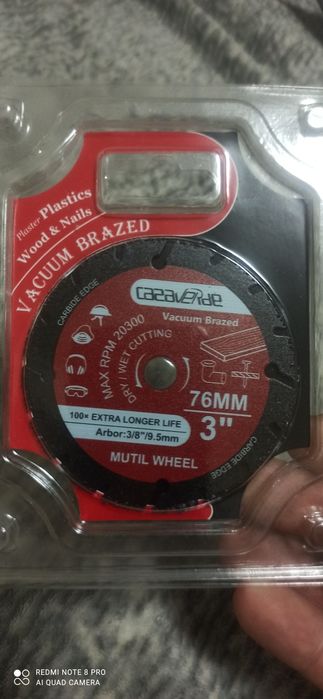 Plaster Plastics
Wood & Nails
VACUUM BRAZED
CARBIDE EDGE
CAZAVERDE
Vacuum Brazed
MAX RPM 20300
DRY / WET CUTTING
76MM
3"
100× EXTRA LONGER LIFE
Arbor:3/8"/9.5mm
MUTIL WHEEL
CARBIDE EDGE
REDMI NOTE 8 PRO
AI QUAD CAMERA